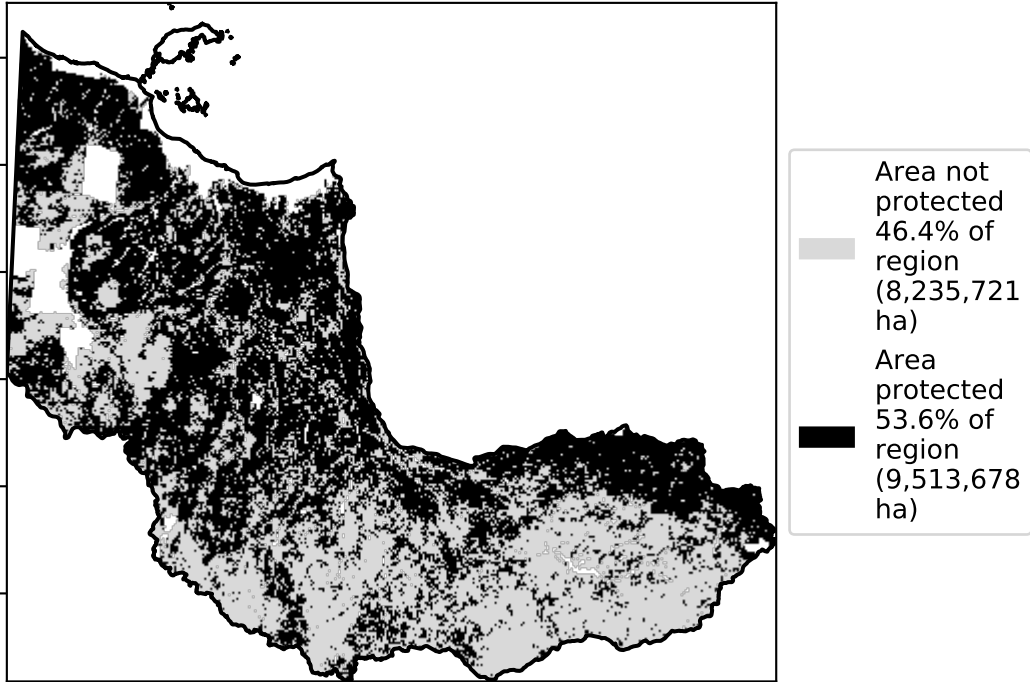 Area not
protected
46.4% of
region
(8,235,721
ha)
Area
protected
53.6% of
region
(9,513,678
ha)